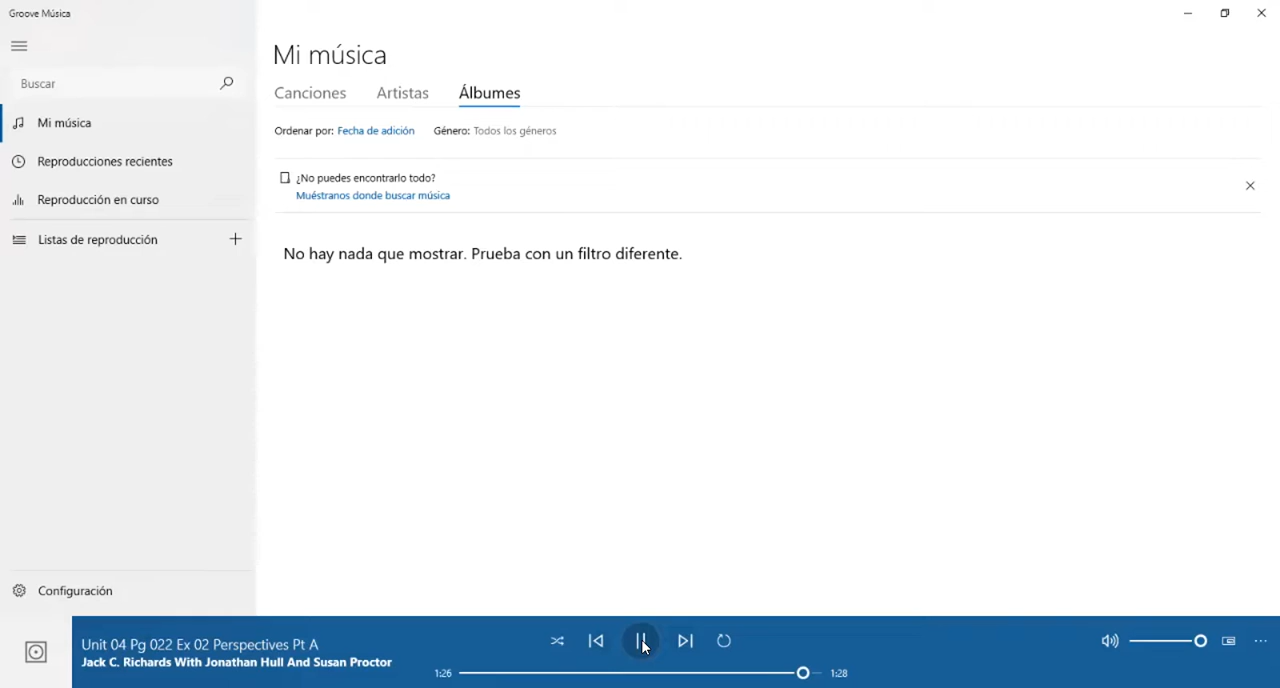 Groove Música
Buscar
Mi música
Reproducciones recientes
Reproducción en curso
Listas de reproducción
Configuración
Mi música
Canciones Artistas Álbumes
Ordenar por: Fecha de adición Género: Todos los géneros
¿No puedes encontrarlo todo?
Muéstranos donde buscar música
No hay nada que mostrar. Prueba con un filtro diferente.
Unit 04 Pg 022 Ex 02 Perspectives Pt A
Jack C. Richards With Jonathan Hull And Susan Proctor
1:26 1:28